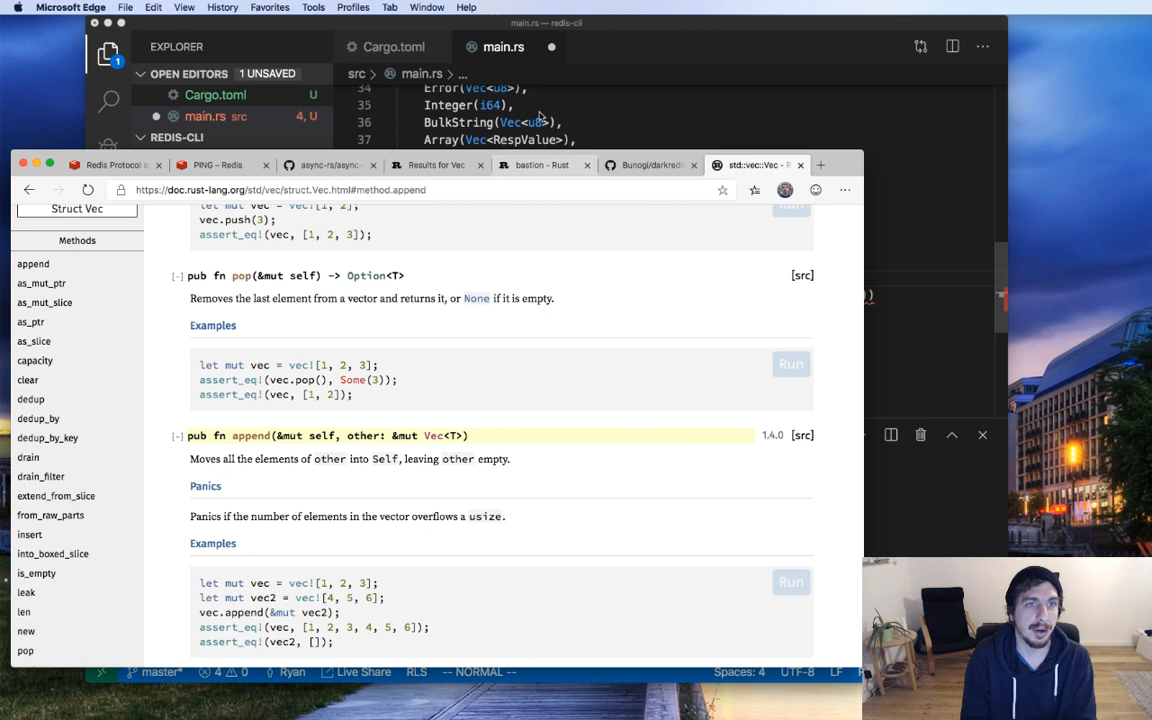 Microsoft Edge File Edit View History Favorites Tools Profiles Tab Window Help
main.rs — redis-cli
EXPLORER
Cargo.toml
main.rs
OPEN EDITORS 1 UNSAVED
src > main.rs > ...
1
Cargo.toml U
34 Error(Vec<u8>),
35 Integer(i64),
main.rs src 4, U
36 BulkString(Vec<u8>),
REDIS-CLI
37 Array(Vec<RespValue>),
Redis Protocol s
PING – Redis
async-rs/async-
Results for Vec -
bastion - Rust
Bunogi/darkredi
std::vec::Vec - R
https://doc.rust-lang.org/std/vec/struct.Vec.html#method.append
Struct Vec
Methods
append
as_mut_ptr
as_mut_slice
as_ptr
as_slice
capacity
clear
dedup
dedup_by
dedup_by_key
drain
drain_filter
extend_from_slice
from_raw_parts
insert
into_boxed_slice
is_empty
leak
len
new
pop
let mut vec = vec![1, 2];
vec.push(3);
assert_eq!(vec, [1, 2, 3]);
Run
[-] pub fn pop(&mut self) -> Option<T> [src]
Removes the last element from a vector and returns it, or None if it is empty.
Examples
let mut vec = vec![1, 2, 3];
assert_eq!(vec.pop(), Some(3));
assert_eq!(vec, [1, 2]);
Run
[-] pub fn append(&mut self, other: &mut Vec<T>) 1.4.0 [src]
Moves all the elements of other into Self, leaving other empty.
Panics
Panics if the number of elements in the vector overflows a usize.
Examples
let mut vec = vec![1, 2, 3];
let mut vec2 = vec![4, 5, 6];
vec.append(&mut vec2);
assert_eq!(vec, [1, 2, 3, 4, 5, 6]);
assert_eq!(vec2, []);
Run
))
master* 4 0 Ryan Live Share RLS -- NORMAL -- Spaces: 4 UTF-8 LF